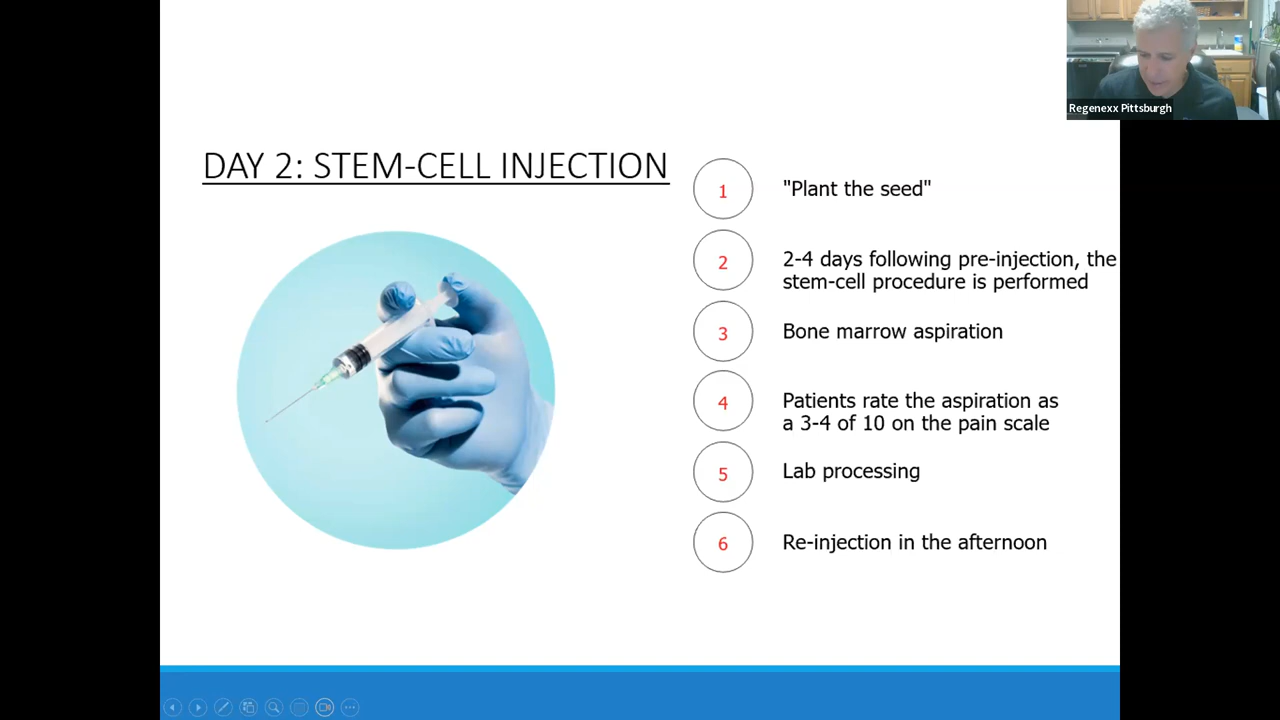 Regenexx Pittsburgh
DAY 2: STEM-CELL INJECTION
1
"Plant the seed"
2
2-4 days following pre-injection, the
stem-cell procedure is performed
3
Bone marrow aspiration
4
Patients rate the aspiration as
a 3-4 of 10 on the pain scale
5
Lab processing
6
Re-injection in the afternoon